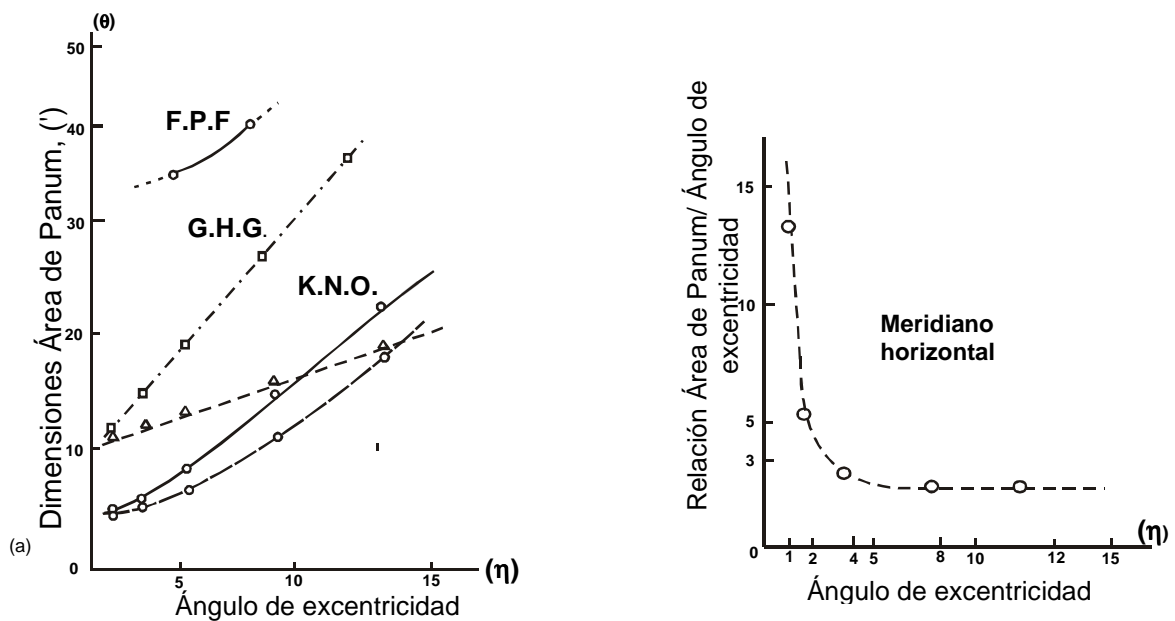 (θ)
50
40
30
20
10
0
Dimensiones Área de Panum, (')
F.P.F
G.H.G.
K.N.O.
(a)
5
10
15
(η)
Ángulo de excentricidad
Relación Área de Panum/ Ángulo de
excentricidad
15
10
5
3
0
Meridiano
horizontal
1
2
4
5
8
10
12
15
(η)
Ángulo de excentricidad